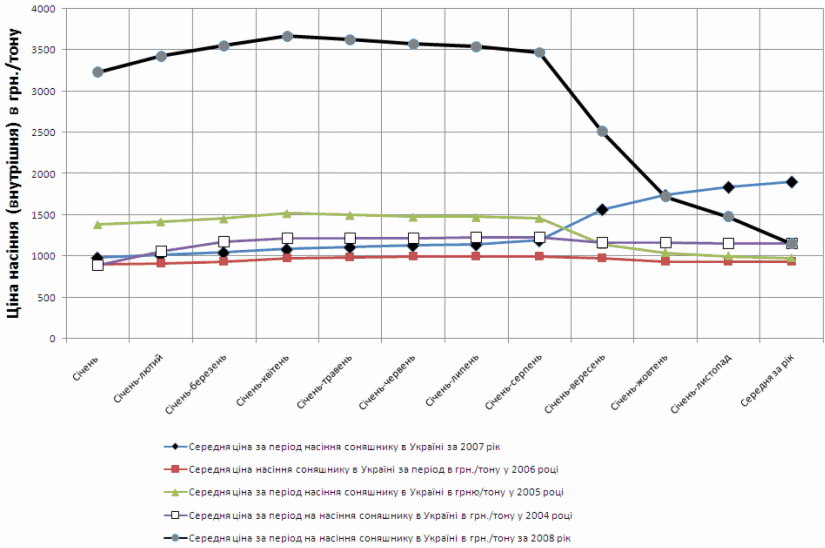 Ціна насіння (внутрішня) в грн./тону
4000
3500
3000
2500
2000
1500
1000
500
0
Січень
Січень-лютий
Січень-березень
Січень-квітень
Січень-травень
Січень-червень
Січень-липень
Січень-серпень
Січень-вересень
Січень-жовтень
Січень-листопад
Середня за рік
Середня ціна за період насіння соняшнику в Україні за 2007 рік
Середня ціна насіння соняшнику в Україні за період в грн./тону у 2006 році
Середня ціна за період насіння соняшнику в Україні в грню/тону у 2005 році
Середня ціна за період на насіння соняшнику в Україні в грн./тону у 2004 році
Середня ціна за період на насіння соняшнику в Україні в грн./тону за 2008 рік